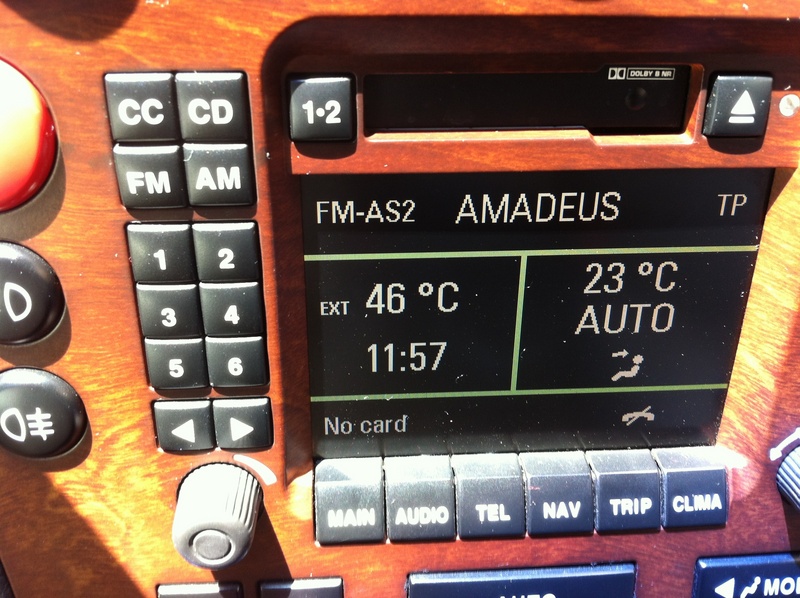 CC CD
FM AM
1•2
DOLBY B NR
FM-AS2 AMADEUS TP
1 2
3 4
5 6
EXT 46 °C
11:57
23 °C
AUTO
No card
MAIN AUDIO TEL NAV TRIP CLIMA